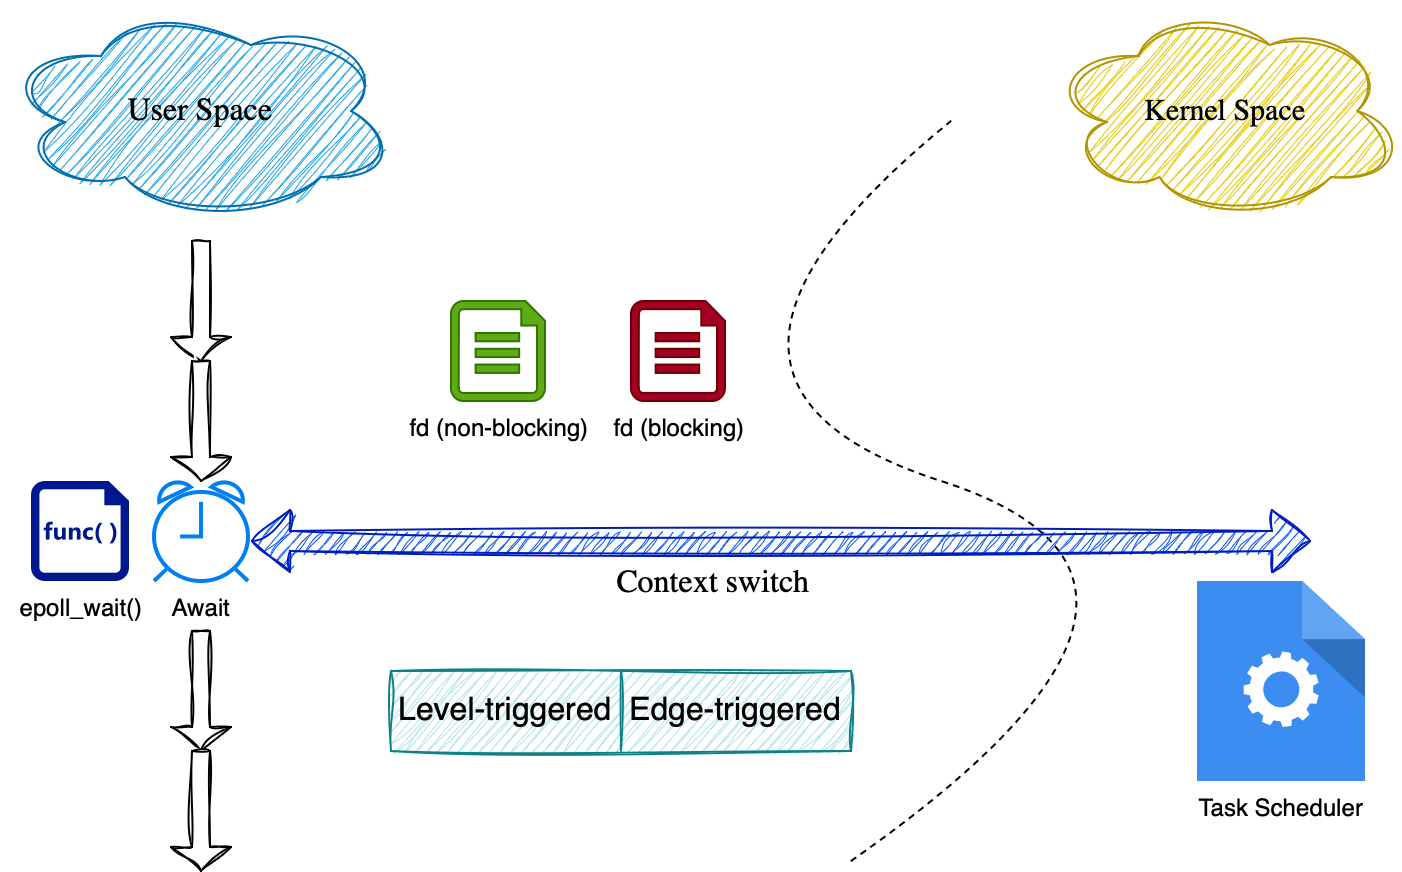 User Space
Kernel Space
fd (non-blocking)
fd (blocking)
func( )
epoll_wait()
Await
Context switch
Level-triggered
Edge-triggered
Task Scheduler